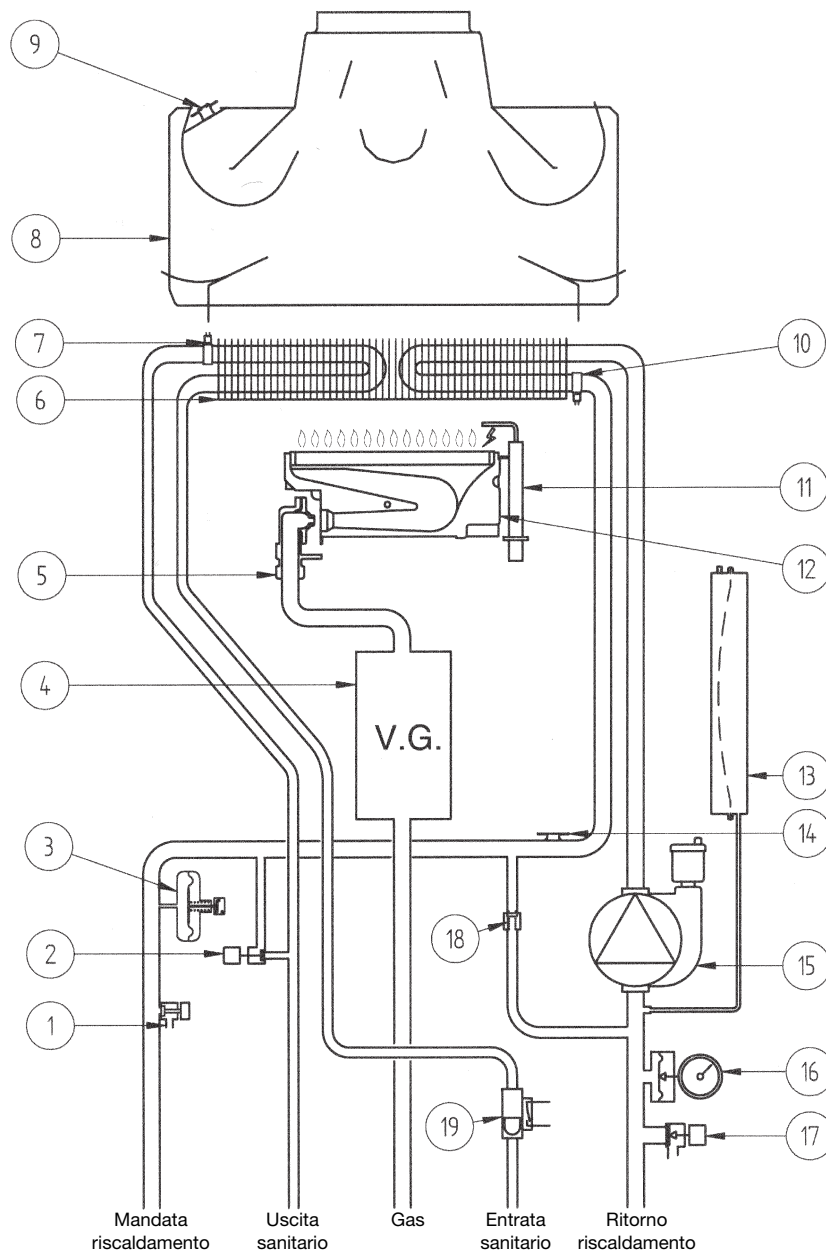 9
8
7
10
6
11
12
5
4
V.G.
13
14
3
18
2
15
1
16
19
17
Mandata
riscaldamento
Uscita
sanitario
Gas
Entrata
sanitario
Ritorno
riscaldamento